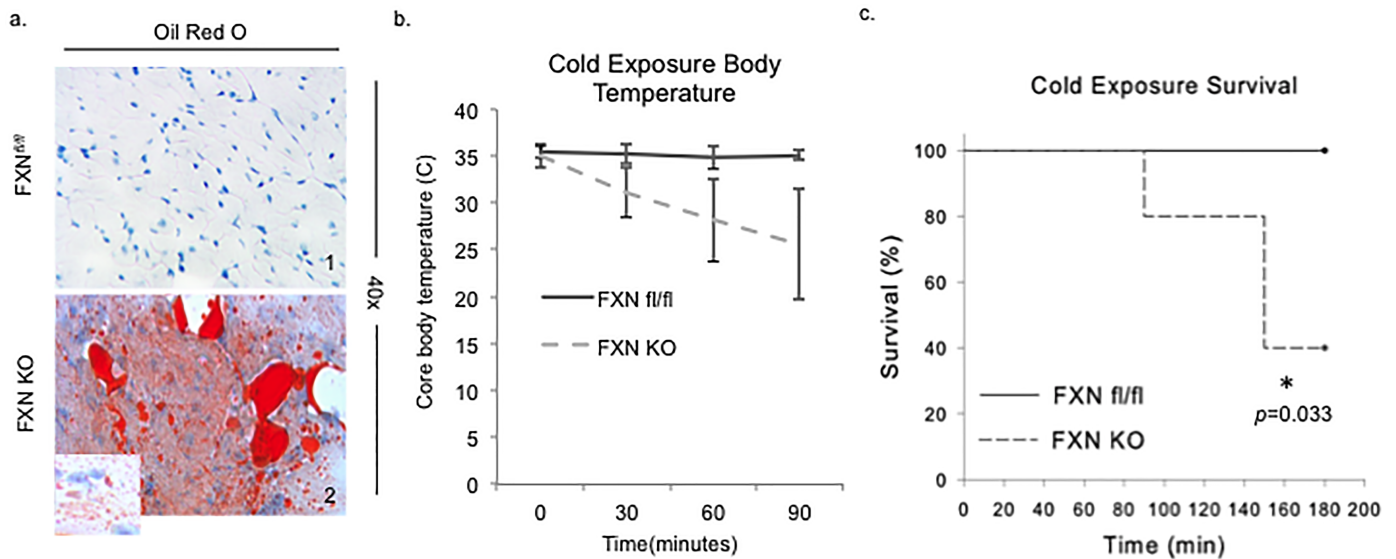 a.
Oil Red O
FXNfl/fl
1
FXN KO
2
40x
b.
Cold Exposure Body
Temperature
Core body temperature (C)
40
35
30
25
20
15
10
5
0
FXN fl/fl
FXN KO
0 30 60 90
Time(minutes)
c.
Cold Exposure Survival
Survival (%)
100
80
60
40
20
0
*
p=0.033
FXN fl/fl
FXN KO
0 20 40 60 80 100 120 140 160 180 200
Time (min)